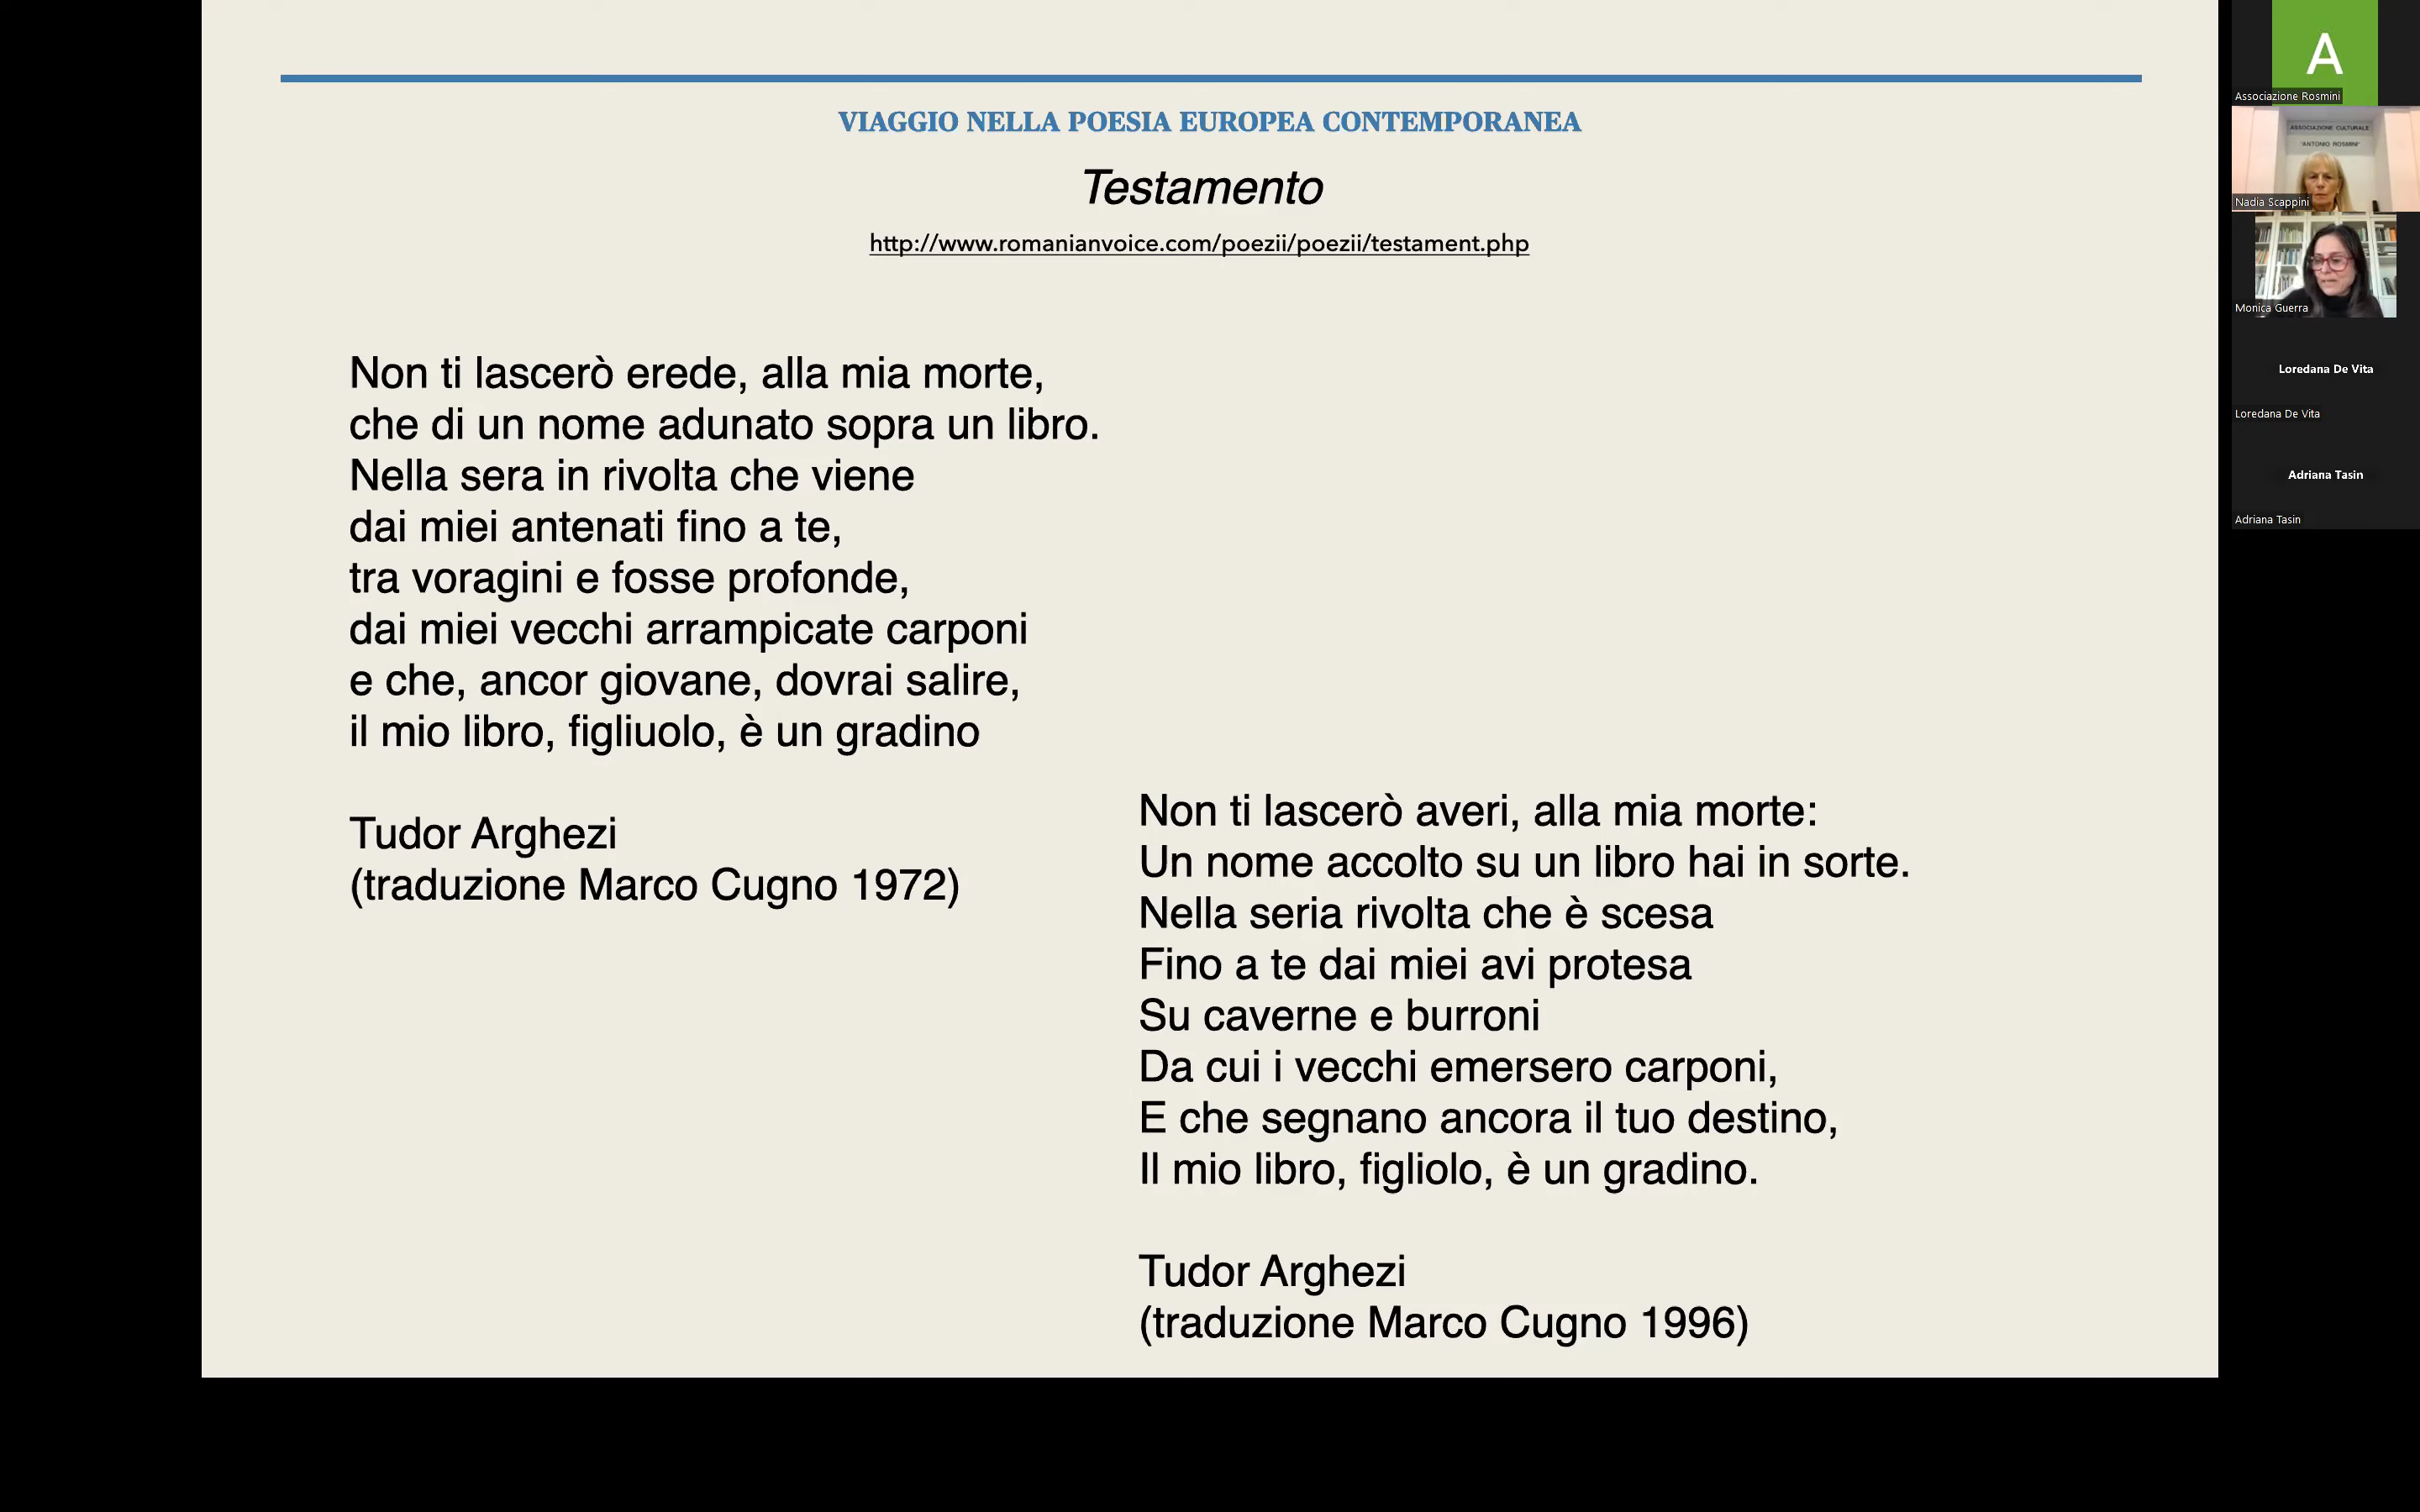 VIAGGIO NELLA POESIA EUROPEA CONTEMPORANEA
Testamento
http://www.romanianvoice.com/poezii/poezii/testament.php
Non ti lascerò erede, alla mia morte,
che di un nome adunato sopra un libro.
Nella sera in rivolta che viene
dai miei antenati fino a te,
tra voragini e fosse profonde,
dai miei vecchi arrampicate carponi
e che, ancor giovane, dovrai salire,
il mio libro, figliuolo, è un gradino
Tudor Arghezi
(traduzione Marco Cugno 1972)
Non ti lascerò averi, alla mia morte:
Un nome accolto su un libro hai in sorte.
Nella seria rivolta che è scesa
Fino a te dai miei avi protesa
Su caverne e burroni
Da cui i vecchi emersero carponi,
E che segnano ancora il tuo destino,
Il mio libro, figliolo, è un gradino.
Tudor Arghezi
(traduzione Marco Cugno 1996)
A
Associazione Rosmini
ASSOCIAZIONE CULTURALE
"ANTONIO ROSMINI"
Nadia Scappini
Monica Guerra
Loredana De Vita
Loredana De Vita
Adriana Tasin
Adriana Tasin